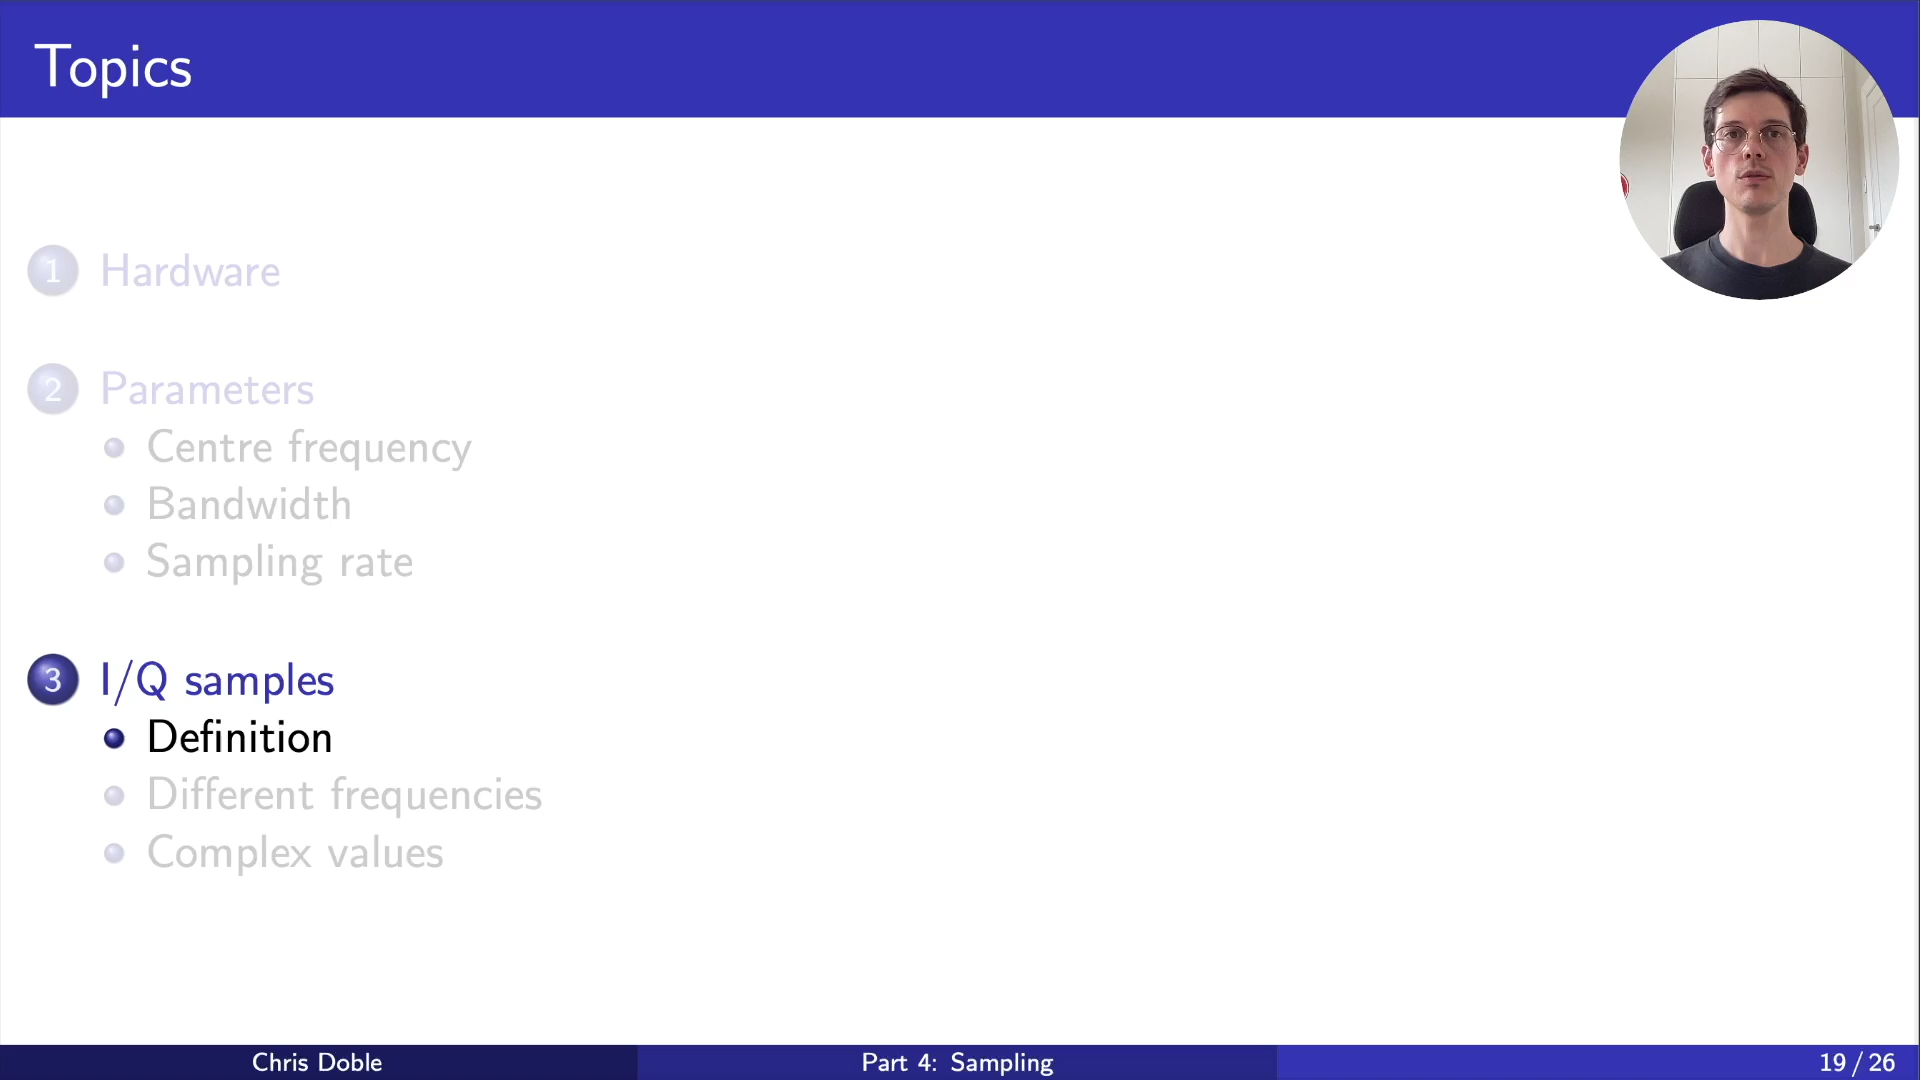 Topics
1 Hardware
2 Parameters
Centre frequency
Bandwidth
Sampling rate
3 I/Q samples
Definition
Different frequencies
Complex values
Chris Doble
Part 4: Sampling
19 / 26